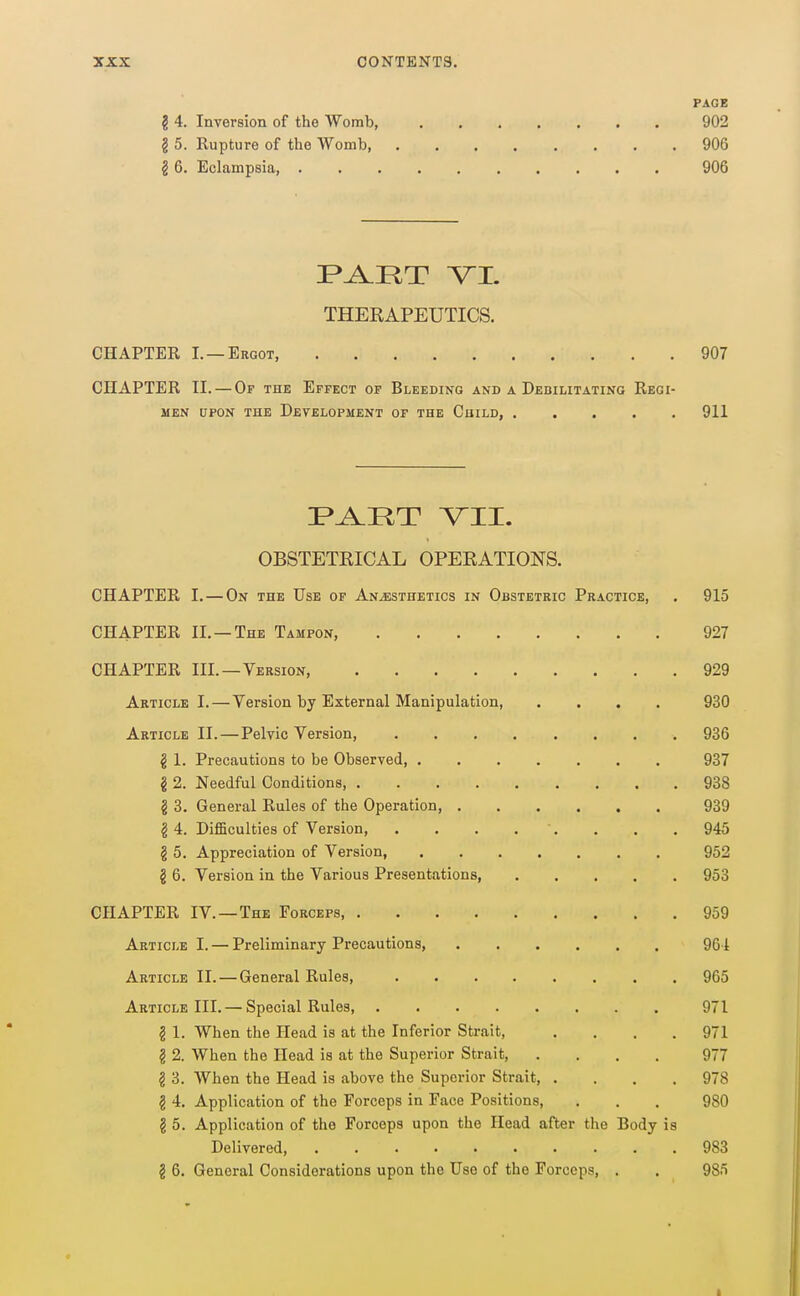 xxx CONTENTS.
PAGE
§ 4. Inversion of the Womb, . . . . . . . 902
§ 5. Rupture of the Womb, . . . . . . . . 906
§ 6. Eclampsia, . . . . . . . . . . 906
PART VI.
THERAPEUTICS.
CHAPTER I.—Ergot, . . . . . . . . . . 907
CHAPTER II.—Of the Effect of Bleeding and a Debilitating Regi-
men upon the Development of the Child, . . . . . 911
PART VII.
OBSTETRICAL OPERATIONS.
CHAPTER I.—On the Use of Anæsthetics in Obstetric Practice, . 915
CHAPTER II.—The Tampon, . . . . . . . . 927
CHAPTER III.—Version, . . . . . . . . . 929
Article I.—Version by External Manipulation, . . . . 930
Article II.—Pelvic Version, . . . . . . . . 936
§ 1. Precautions to be Observed, . . . . . . . 937
§ 2. Needful Conditions, . . . . . . . . . 938
§ 3. General Rules of the Operation, . . . . . . 939
§ 4. Difficulties of Version, . . . . . . . . 945
§ 5. Appreciation of Version, . . . . . . . 952
§ 6. Version in the Various Presentations, . . . . . 953
CHAPTER IV.—The Forceps, . . . . . . . . . 959
Article I.—Preliminary Precautions, . . . . . . 964
Article II.—General Rules, . . . . . . . . 965
Article III.—Special Rules, . . . . . . . . 971
§ 1. When the Head is at the Inferior Strait, . . . . 971
§ 2. When the Head is at the Superior Strait, . . . . 977
§ 3. When the Head is above the Superior Strait, . . . . 978
§ 4. Application of the Forceps in Face Positions, . . . 980
§ 5. Application of the Forceps upon the Head after the Body is
Delivered, . . . . . . . . . . 983
§ 6. General Considerations upon the Use of the Forceps, . . 985